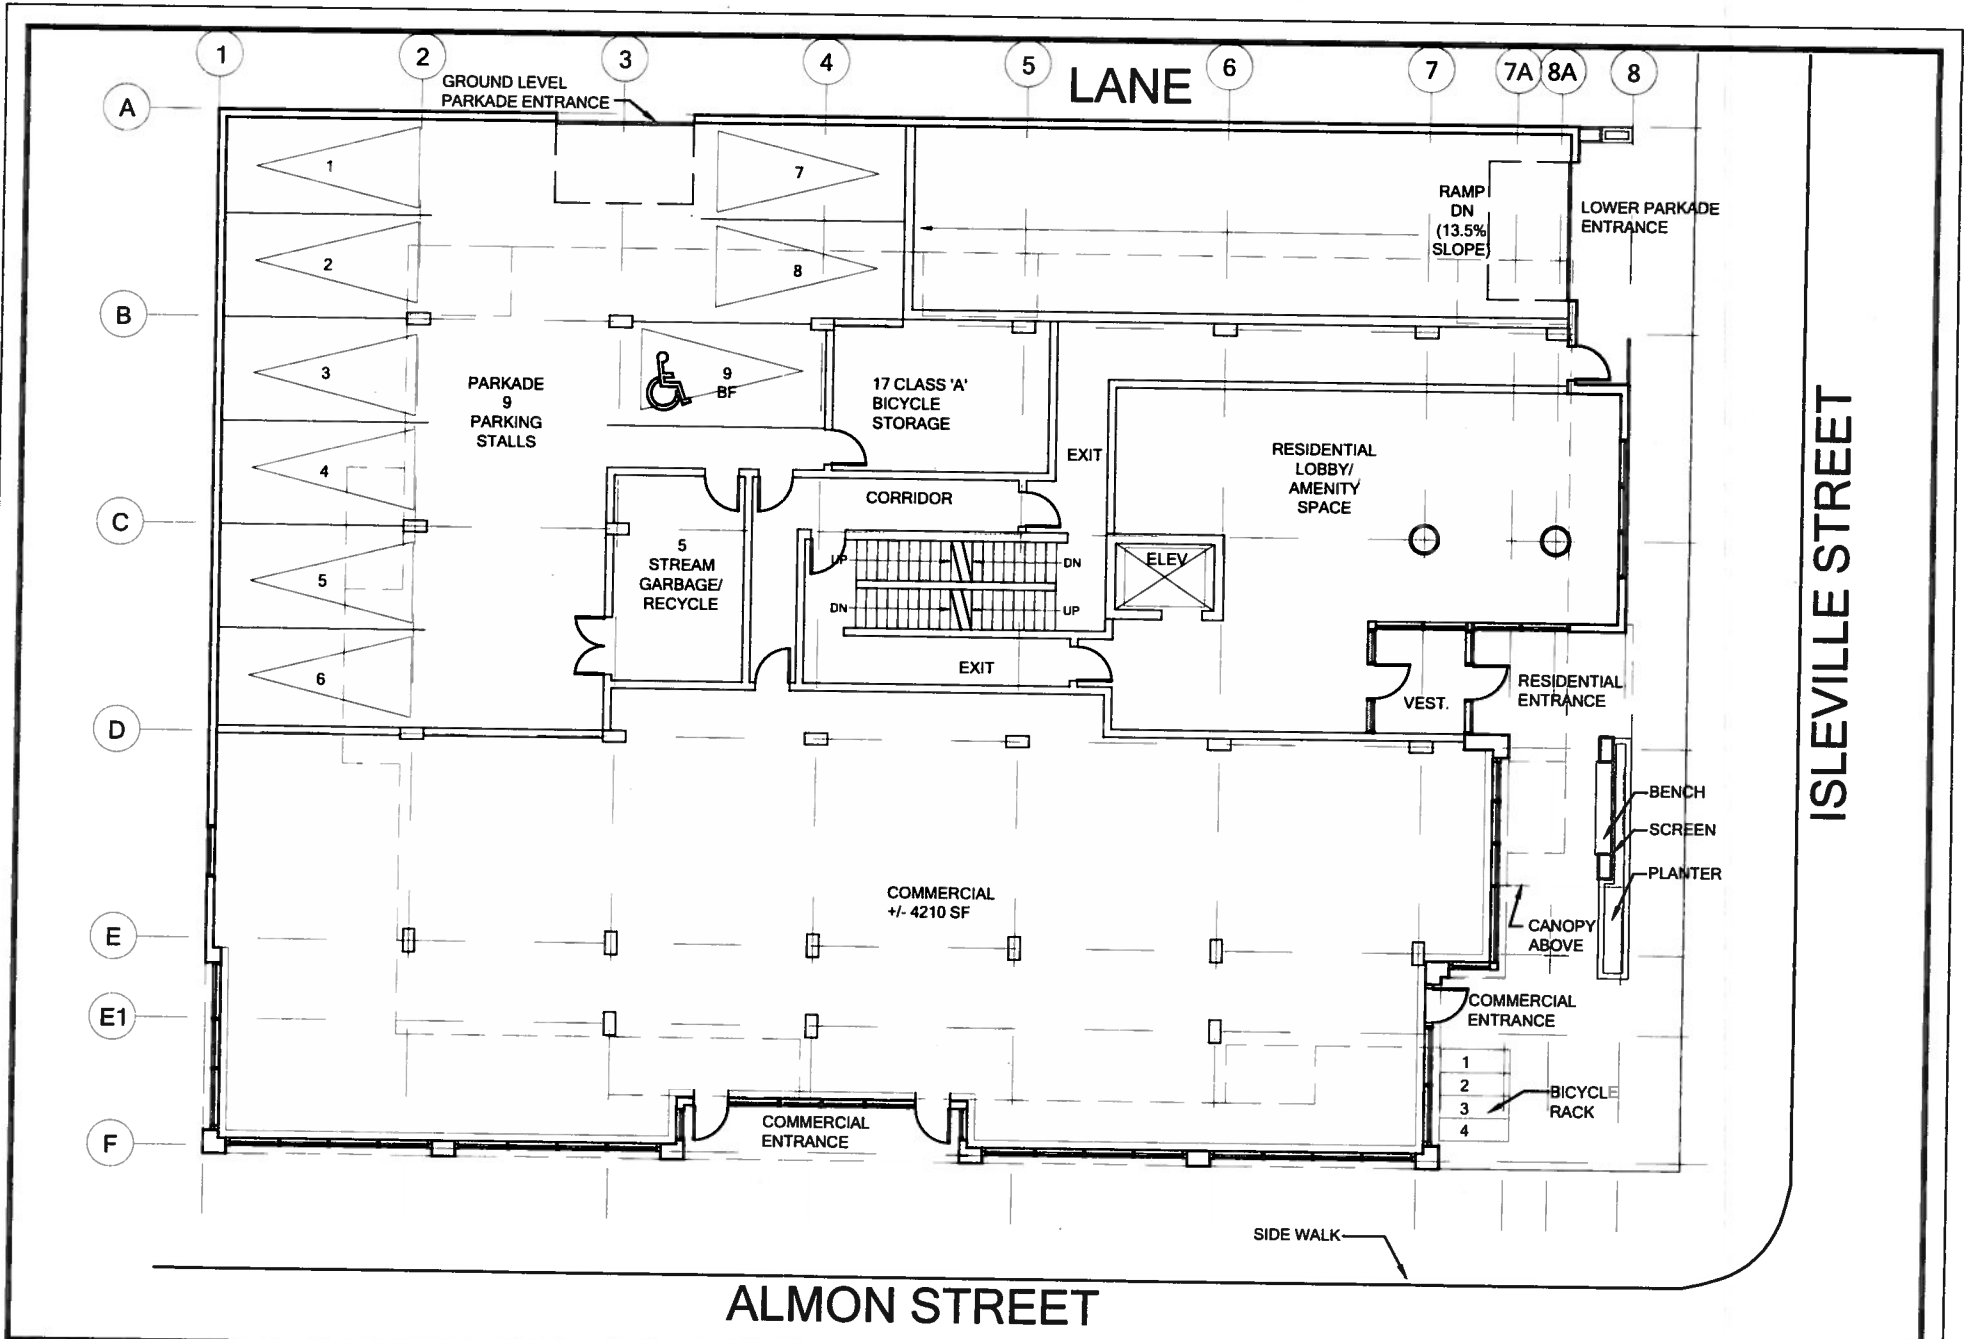 1
2
3
4
5
6
7
7A
8A
8
LANE
GROUND LEVEL
PARKADE ENTRANCE
A
B
C
D
E
E1
F
1
2
3
4
5
6
7
8
9
BF
PARKADE
9
PARKING
STALLS
RAMP
DN
(13.5%
SLOPE)
LOWER PARKADE
ENTRANCE
17 CLASS 'A'
BICYCLE
STORAGE
EXIT
CORRIDOR
RESIDENTIAL
LOBBY/
AMENITY
SPACE
5
STREAM
GARBAGE/
RECYCLE
UP
DN
DN
UP
ELEV
EXIT
VEST.
RESIDENTIAL
ENTRANCE
ISLEVILLE STREET
BENCH
SCREEN
PLANTER
COMMERCIAL
+/- 4210 SF
CANOPY
ABOVE
COMMERCIAL
ENTRANCE
1
2
3
4
BICYCLE
RACK
COMMERCIAL
ENTRANCE
SIDE WALK
ALMON STREET